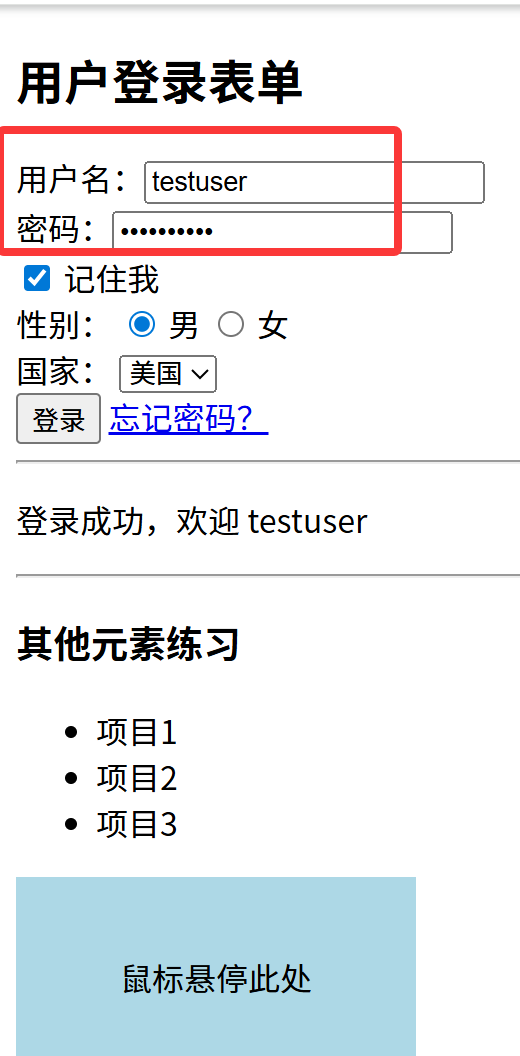 用户登录表单
用户名：testuser
密码：••••••••••
记住我
性别： 男 女
国家： 美国
登录 忘记密码？
登录成功，欢迎 testuser
其他元素练习
• 项目1
• 项目2
• 项目3
鼠标悬停此处